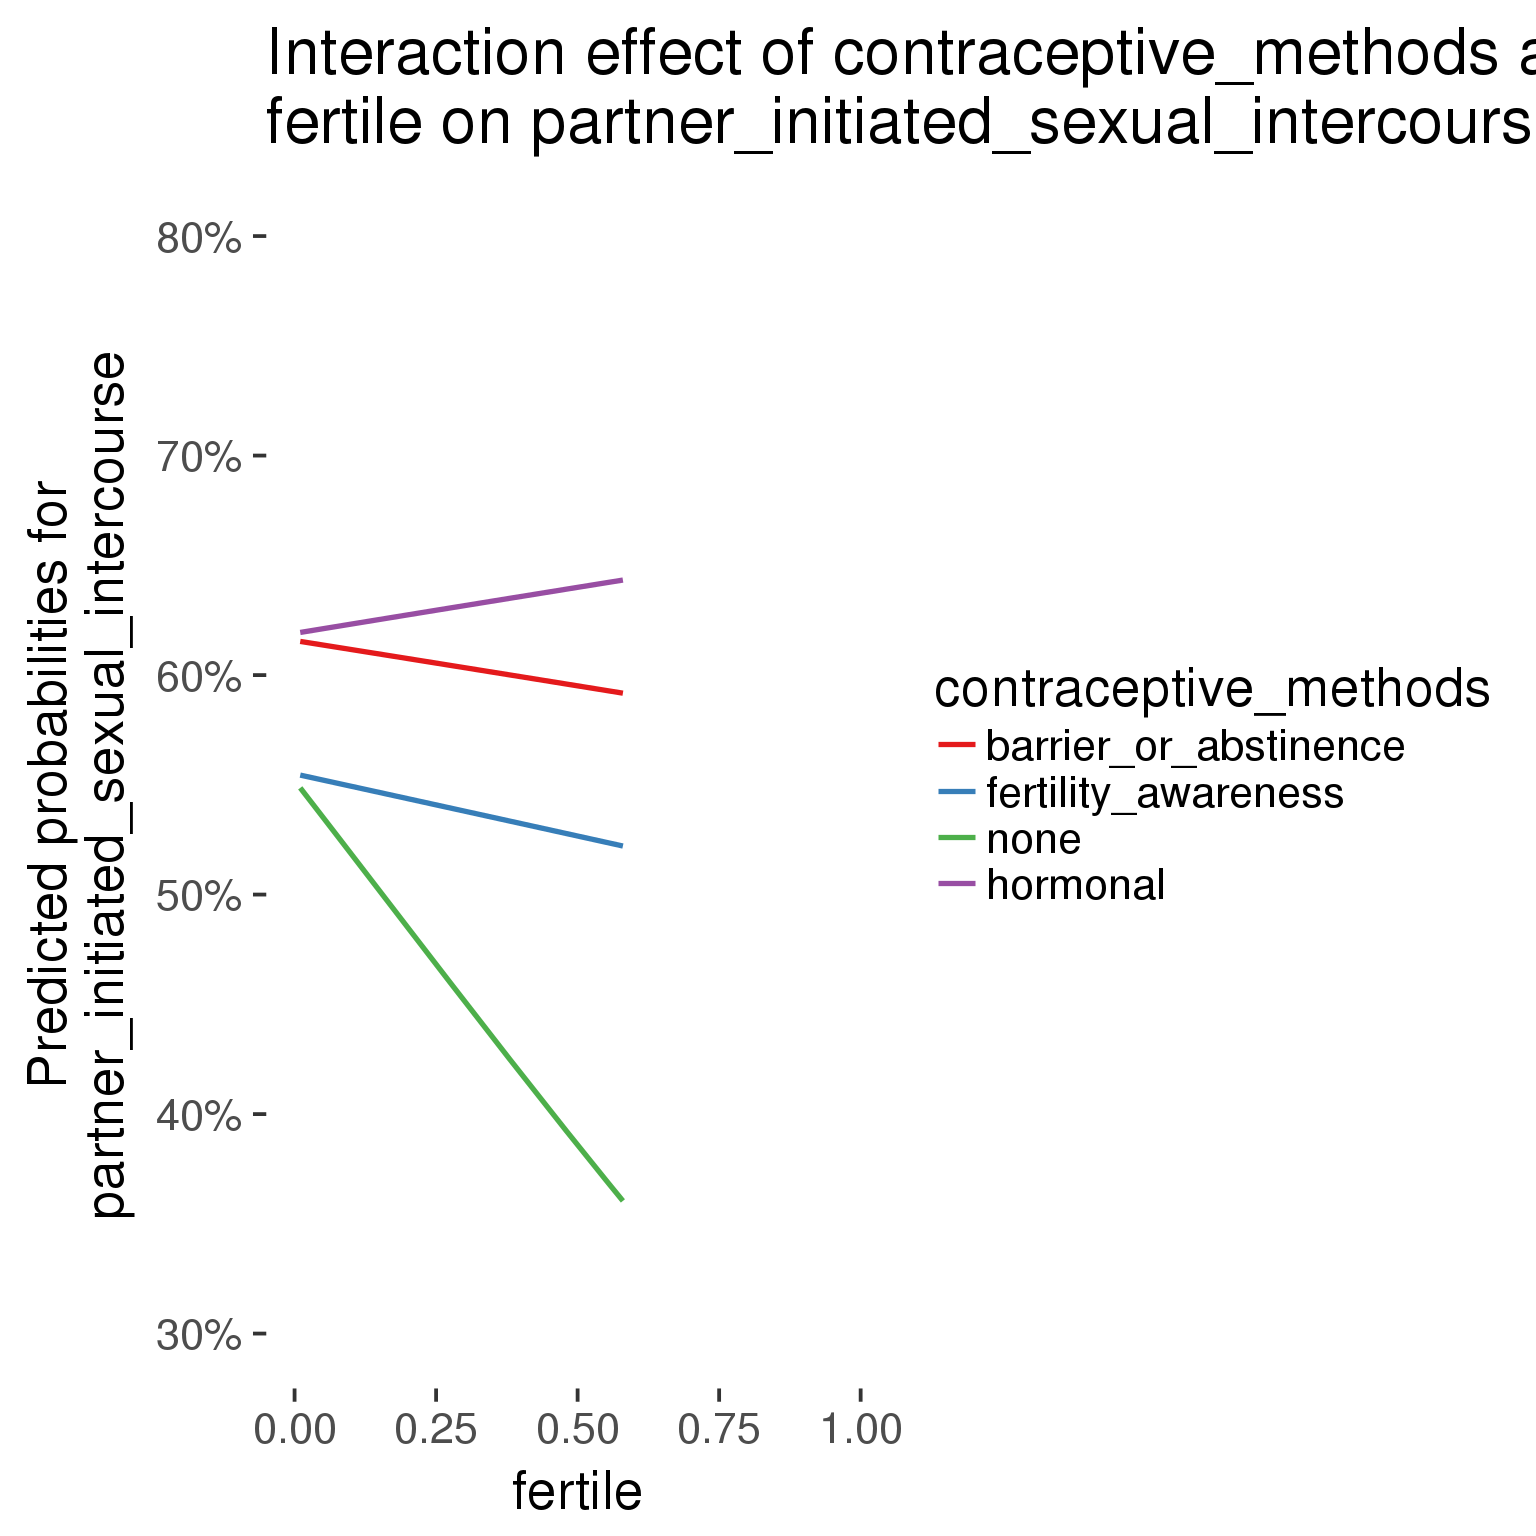 Interaction effect of contraceptive_methods a
fertile on partner_initiated_sexual_intercours
80%
70%
60%
50%
40%
30%
Predicted probabilities for
partner_initiated_sexual_intercourse
0.00 0.25 0.50 0.75 1.00
fertile
contraceptive_methods
barrier_or_abstinence
fertility_awareness
none
hormonal